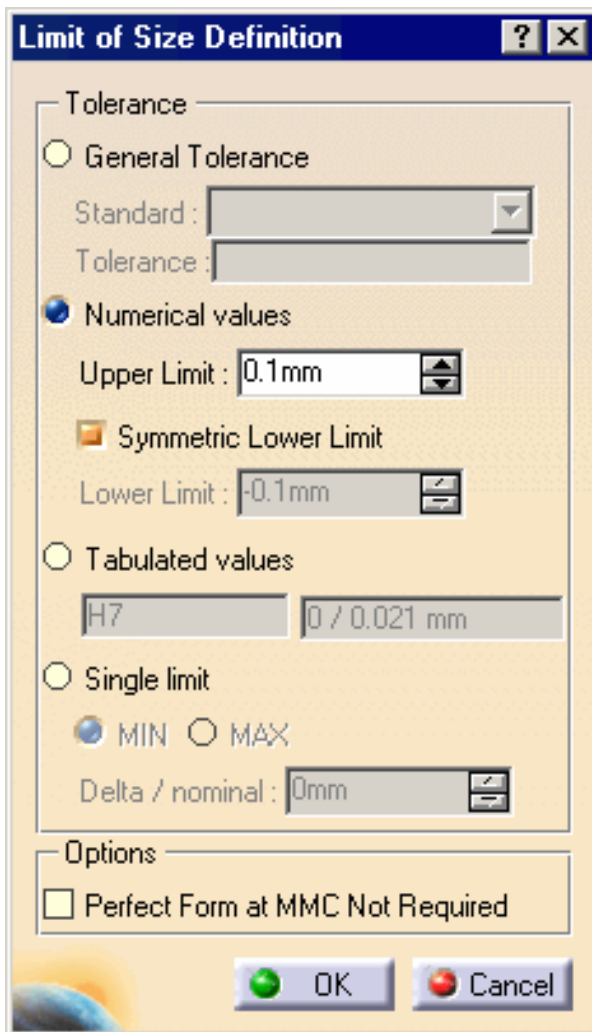 Limit of Size Definition ? X
Tolerance
General Tolerance
Standard :
Tolerance :
Numerical values
Upper Limit : 0.1mm
Symmetric Lower Limit
Lower Limit : -0.1mm
Tabulated values
H7 0 / 0.021 mm
Single limit
MIN MAX
Delta / nominal : 0mm
Options
Perfect Form at MMC Not Required
OK Cancel